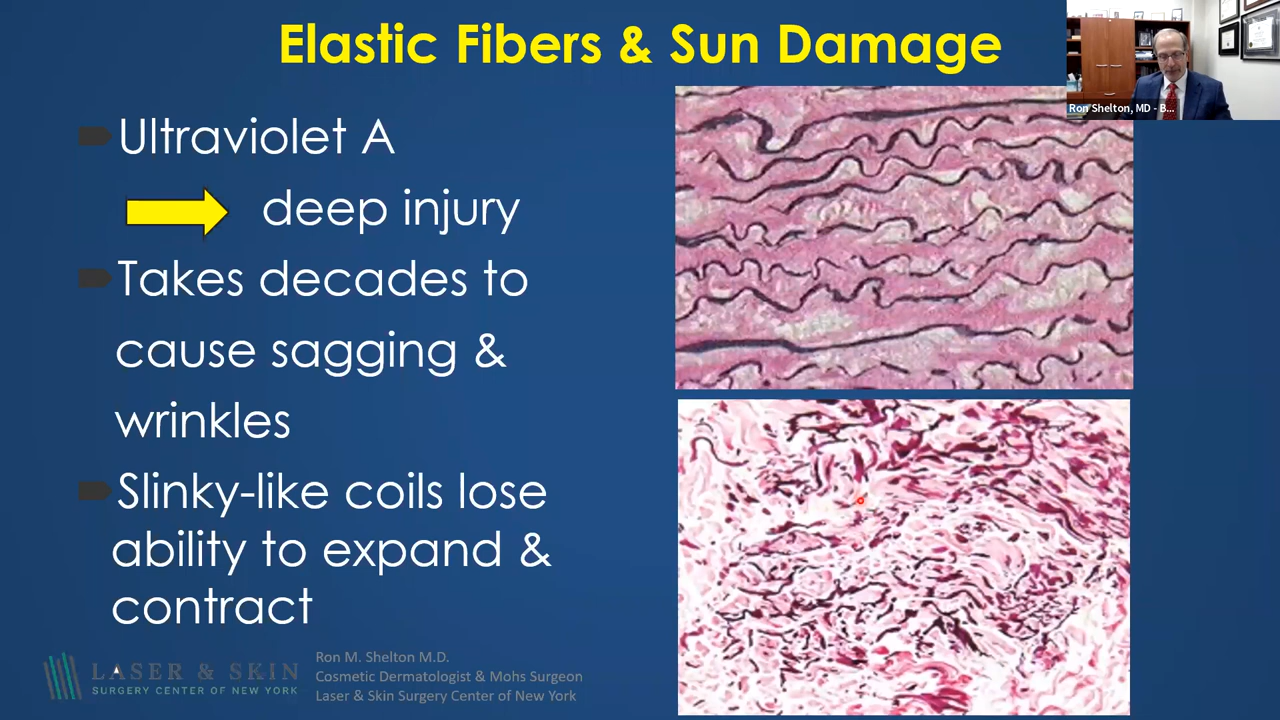 Elastic Fibers & Sun Damage
Ron Shelton, MD - B...
Ultraviolet A
deep injury
Takes decades to
cause sagging &
wrinkles
Slinky-like coils lose
ability to expand &
contract
LASER & SKIN
SURGERY CENTER OF NEW YORK
Ron M. Shelton M.D.
Cosmetic Dermatologist & Mohs Surgeon
Laser & Skin Surgery Center of New York